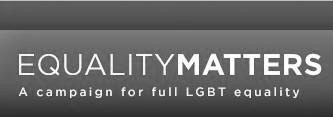 EQUALITYMATTERS
A campaign for full LGBT equality